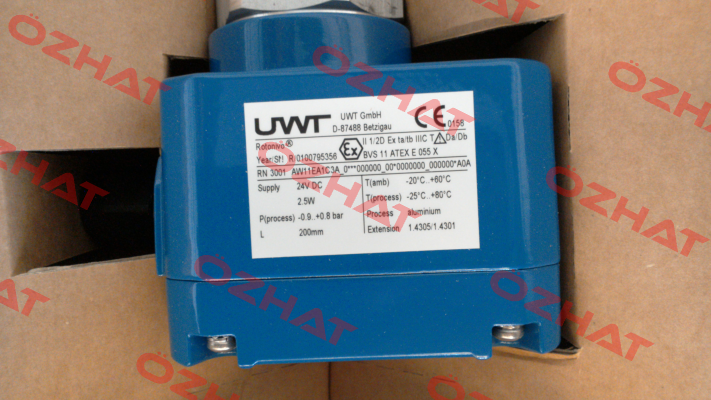 UWT
UWT GmbH
D-87488 Betzigau
CE 0158
Rotonivo®
Year/Sn R/0100795356
Ex
II 1/2D Ex ta/tb IIIC T Da/Db
BVS 11 ATEX E 055 X
RN 3001 AW11EA1C3A_0***000000_00*0000000_000000*A0A
Supply 24V DC
2.5W
P(process) -0.9..+0.8 bar
L 200mm
T(amb) -20°C..+60°C
T(process) -25°C..+80°C
Process aluminium
Extension 1.4305/1.4301
OZHAT
ÖZHAT
ÖZHAT
ÖZHAT
ÖZHAT
ÖZHAT
ÖZHAT
ÖZHAT
ÖZHAT